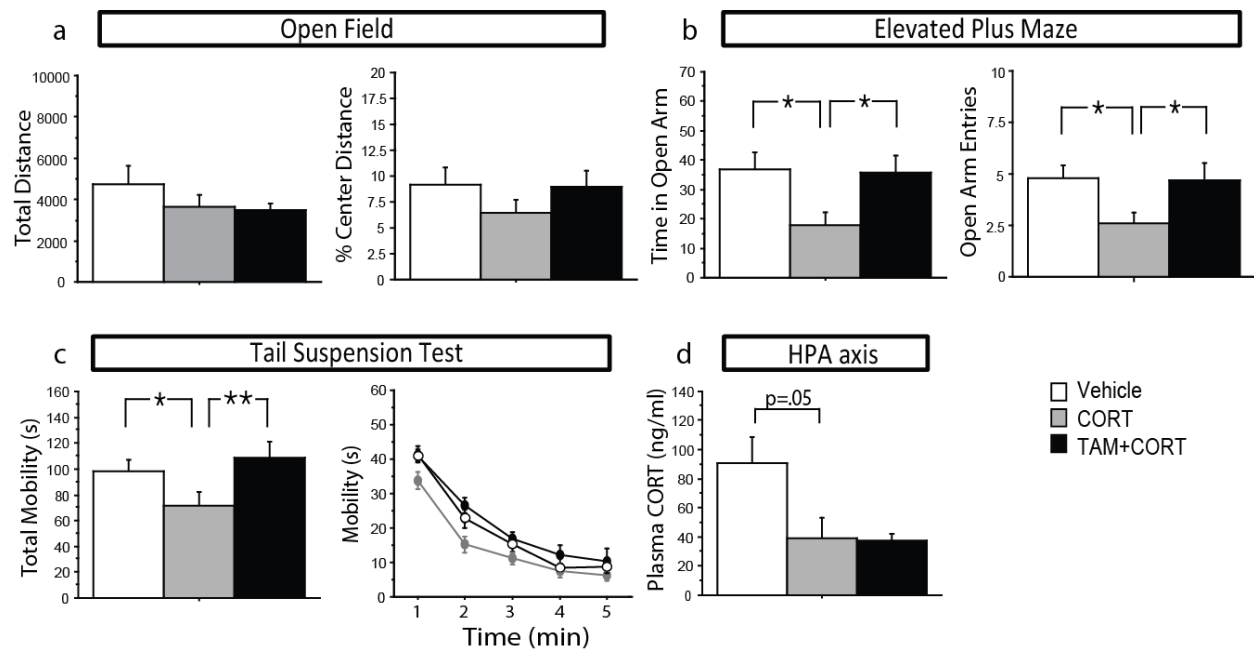 a
Open Field
Total Distance
10000
8000
6000
4000
2000
0
% Center Distance
20
17.5
15
12.5
10
7.5
5
2.5
0
b
Elevated Plus Maze
Time in Open Arm
70
60
50
40
30
20
10
0
* *
Open Arm Entries
10
7.5
5
2.5
0
* *
c
Tail Suspension Test
Total Mobility (s)
160
140
120
100
80
60
40
20
0
* **
Mobility (s)
60
50
40
30
20
10
0
1 2 3 4 5
Time (min)
d
HPA axis
Plasma CORT (ng/ml)
140
120
100
80
60
40
20
0
p=.05
Vehicle
CORT
TAM+CORT